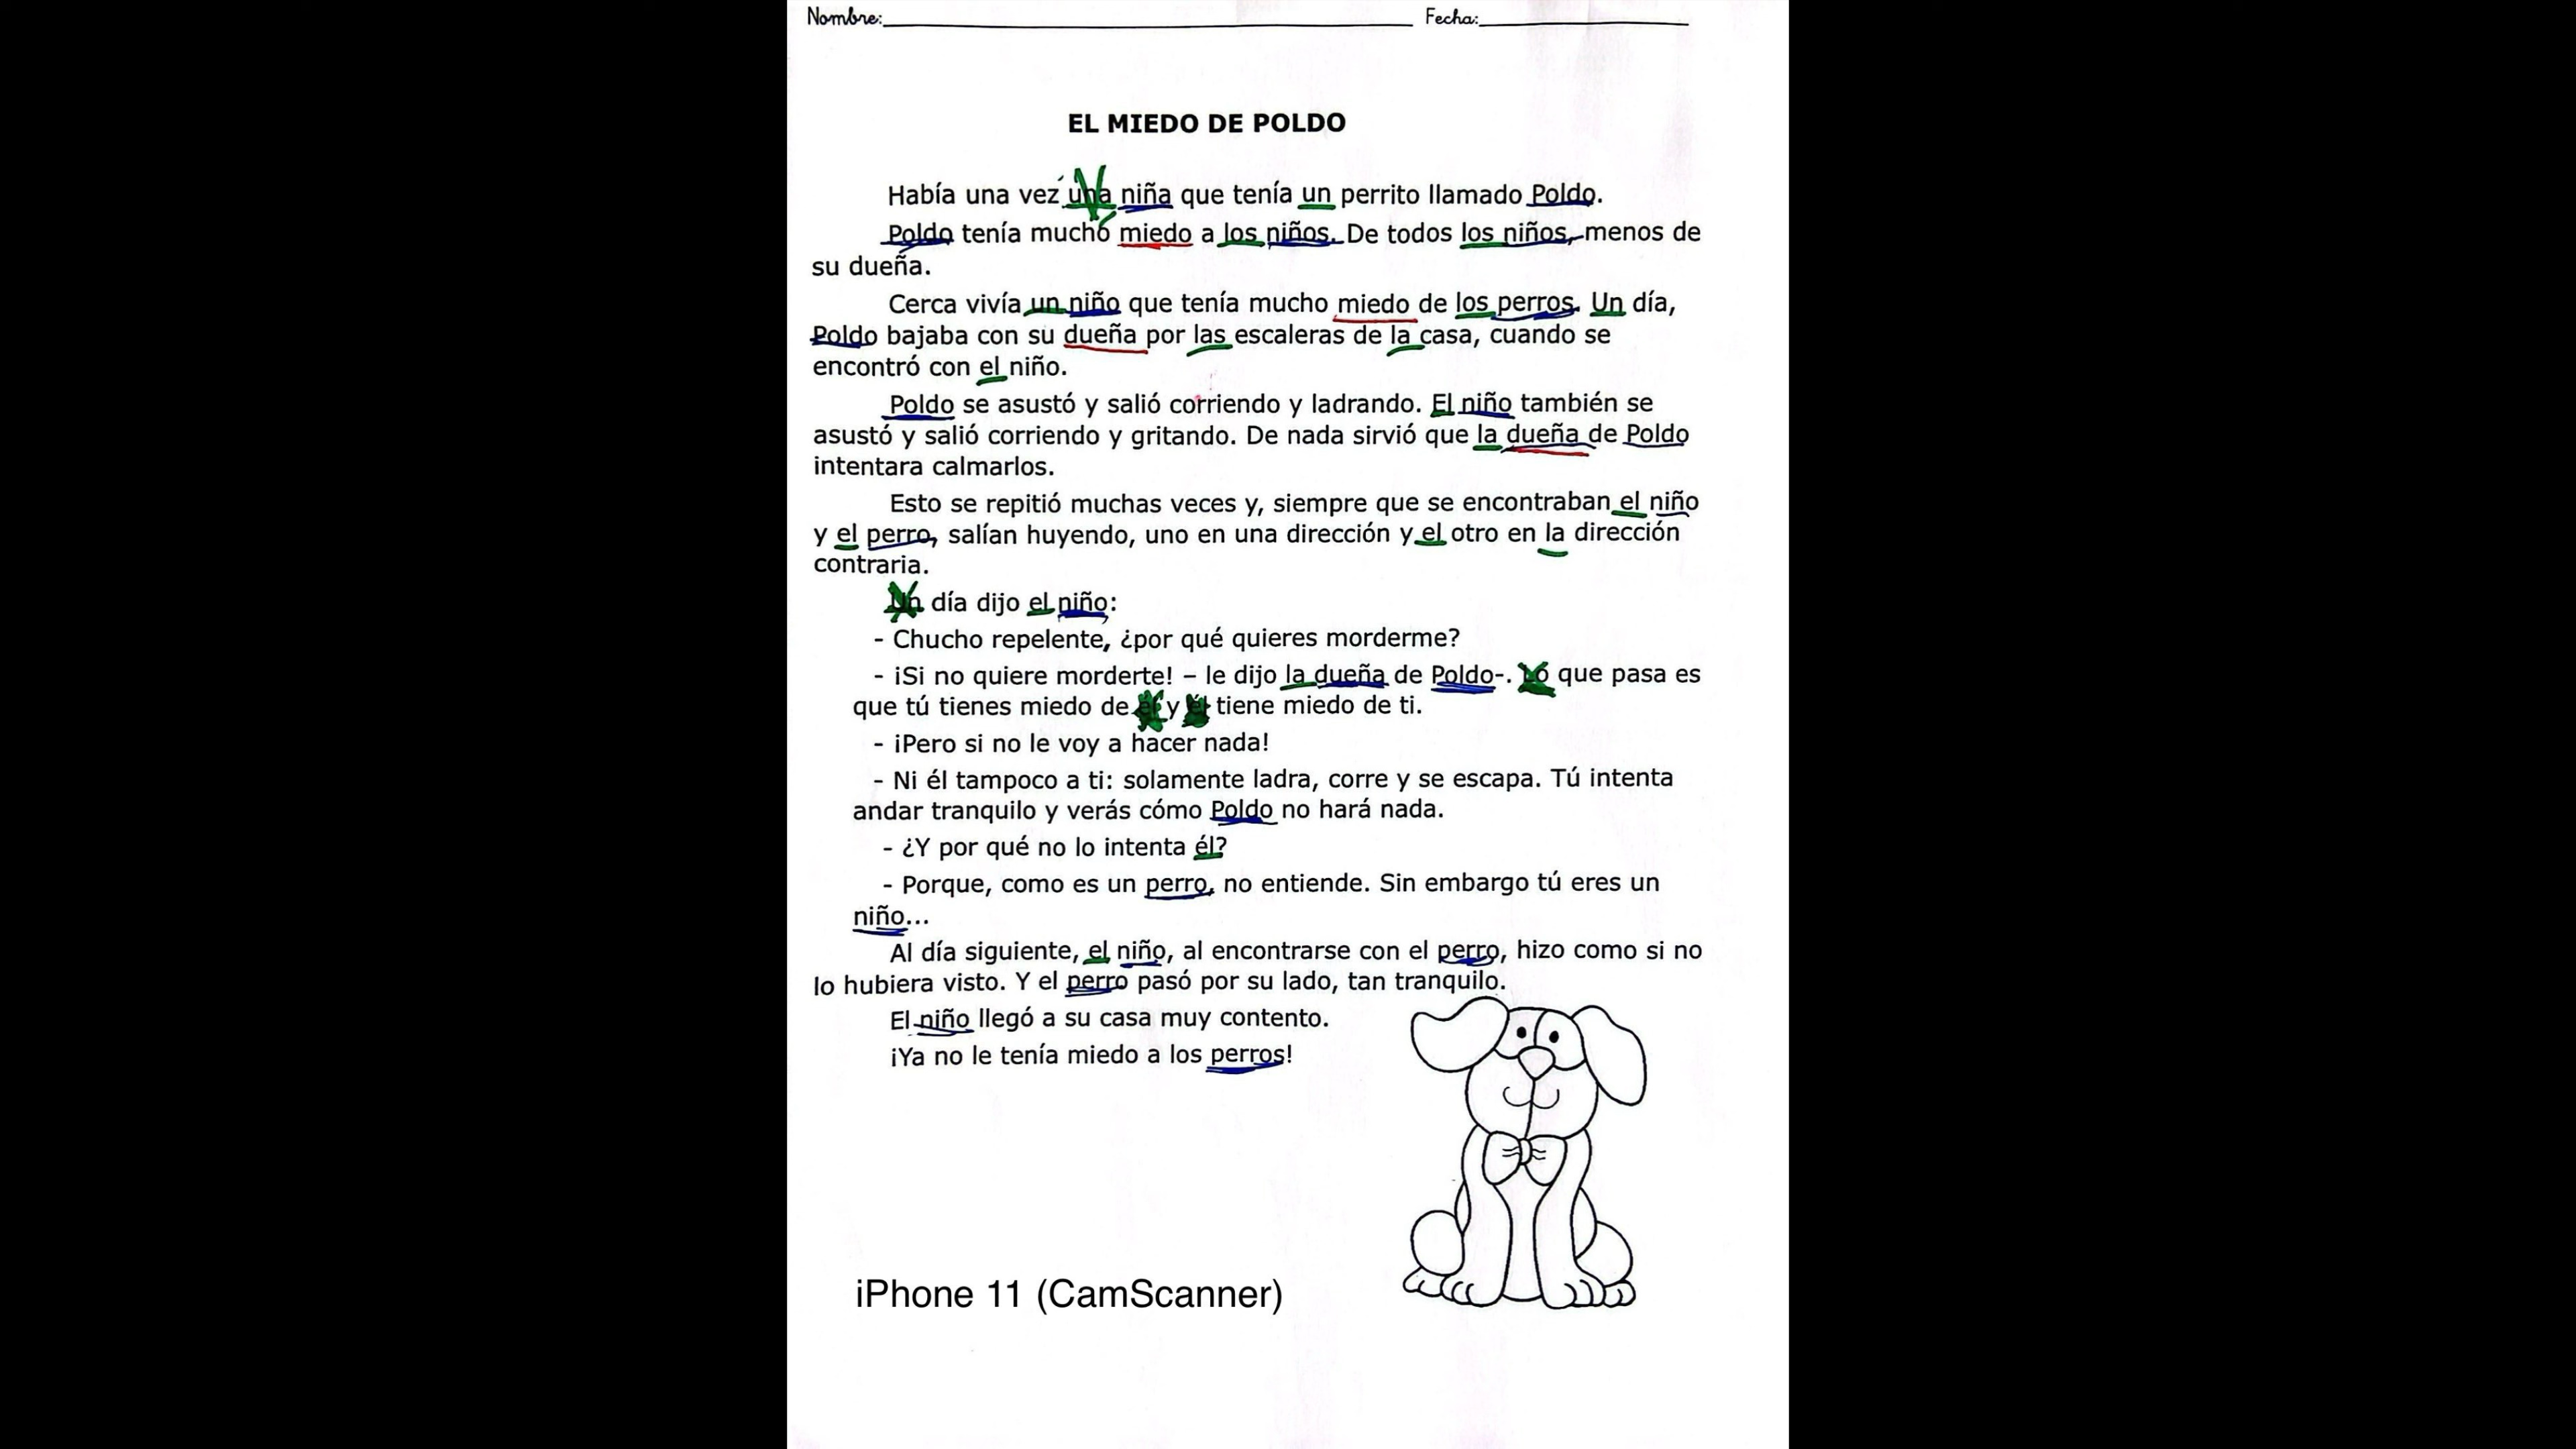 Nombre: Fecha:
EL MIEDO DE POLDO
Había una vez una niña que tenía un perrito llamado Poldo.
Poldo tenía mucho miedo a los niños. De todos los niños, menos de
su dueña.
Cerca vivía un niño que tenía mucho miedo de los perros. Un día,
Poldo bajaba con su dueña por las escaleras de la casa, cuando se
encontró con el niño.
Poldo se asustó y salió corriendo y ladrando. El niño también se
asustó y salió corriendo y gritando. De nada sirvió que la dueña de Poldo
intentara calmarlos.
Esto se repitió muchas veces y, siempre que se encontraban el niño
y el perro, salían huyendo, uno en una dirección y el otro en la dirección
contraria.
Un día dijo el niño:
- Chucho repelente, ¿por qué quieres morderme?
- ¡Si no quiere morderte! – le dijo la dueña de Poldo-. Lo que pasa es
que tú tienes miedo de él y él tiene miedo de ti.
- ¡Pero si no le voy a hacer nada!
- Ni él tampoco a ti: solamente ladra, corre y se escapa. Tú intenta
andar tranquilo y verás cómo Poldo no hará nada.
- ¿Y por qué no lo intenta él?
- Porque, como es un perro, no entiende. Sin embargo tú eres un
niño...
Al día siguiente, el niño, al encontrarse con el perro, hizo como si no
lo hubiera visto. Y el perro pasó por su lado, tan tranquilo.
El niño llegó a su casa muy contento.
¡Ya no le tenía miedo a los perros!
iPhone 11 (CamScanner)